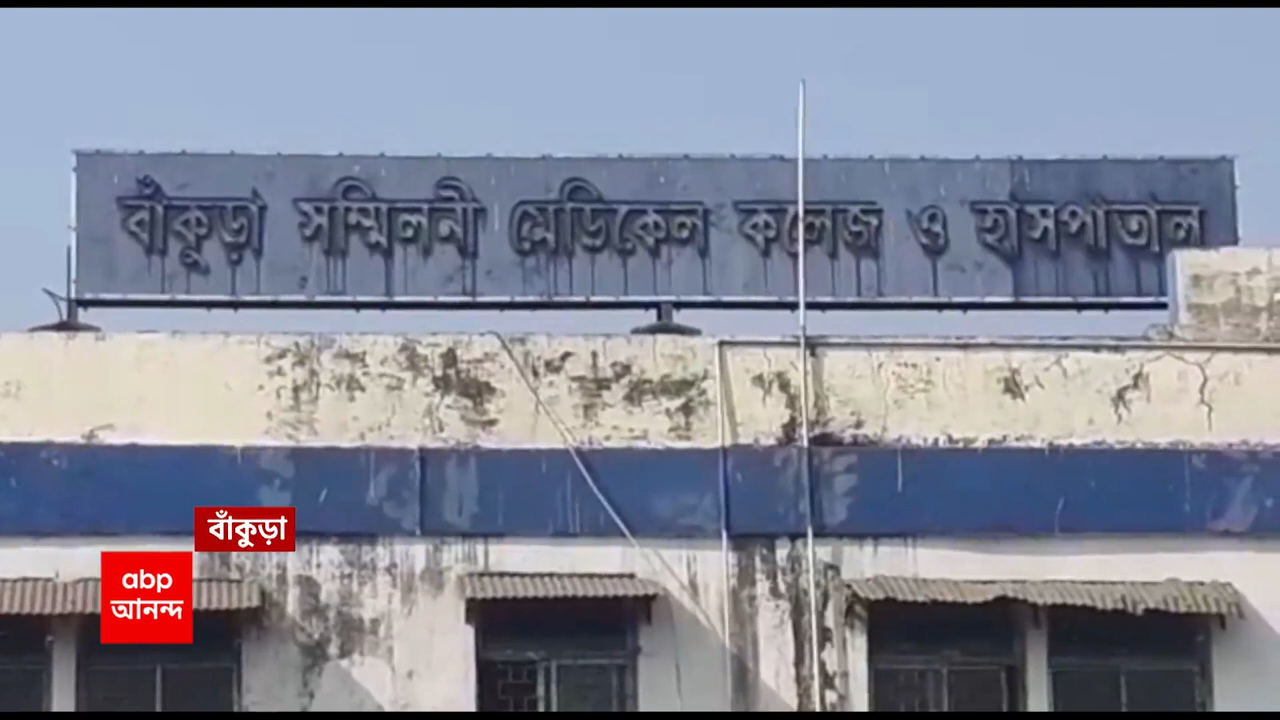 বাঁকুড়া সম্মিলনী মেডিকেল কলেজ ও হাসপাতাল
বাঁকুড়া
abp
আনন্দ